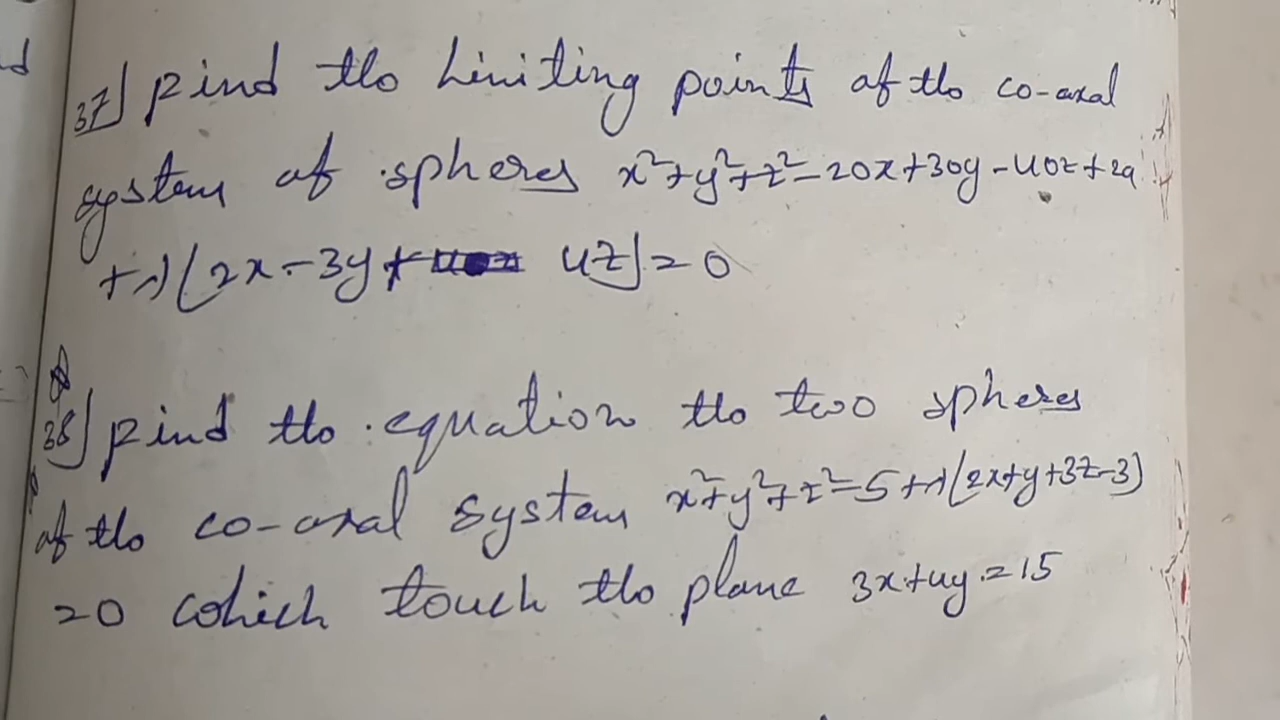 37) Find the Limiting points of the co-axal
system of spheres x²+y²+z²-20x+30y-40z+29
+λ(2x-3y+4z)=0
38) Find the equation the two spheres
of the co-axal system x²+y²+z²-5+λ(2x+y+3z-3)
=0 which touch the plane 3x+4y=15